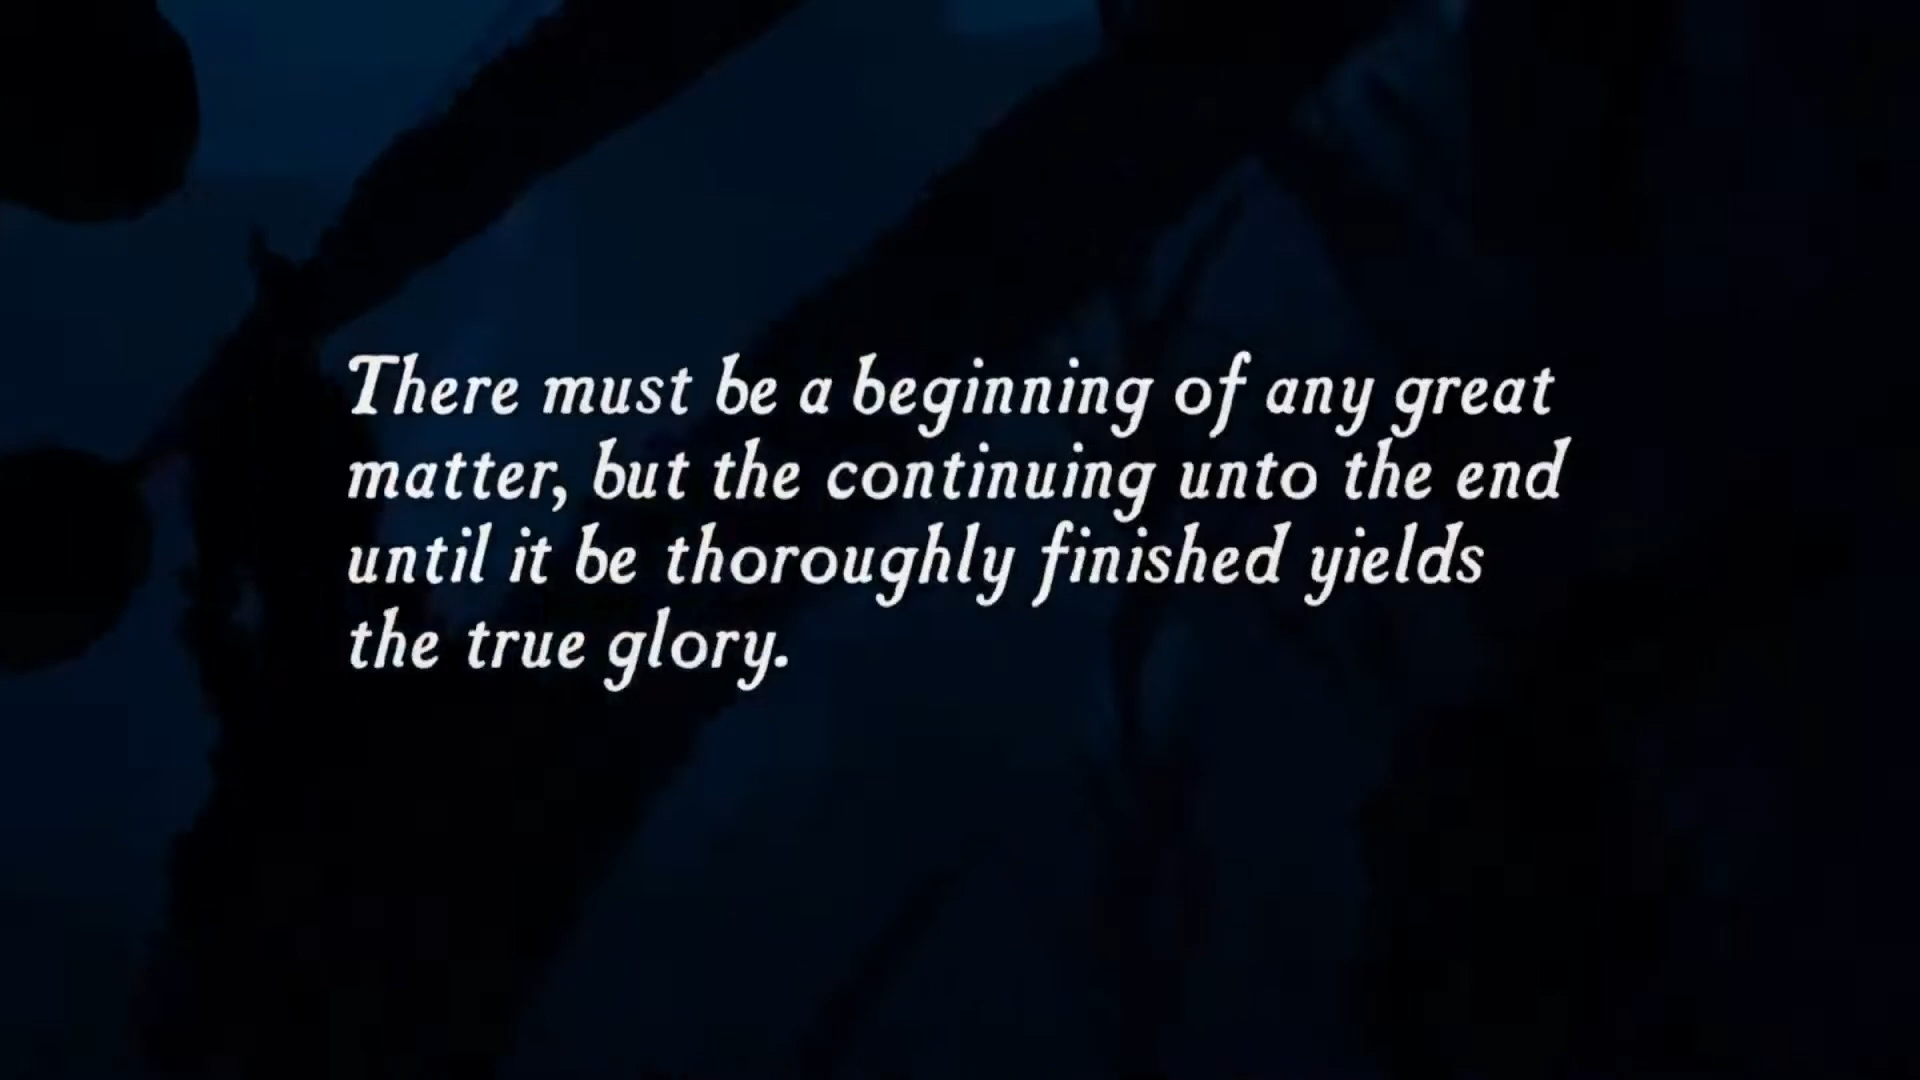 There must be a beginning of any great
matter, but the continuing unto the end
until it be thoroughly finished yields
the true glory.